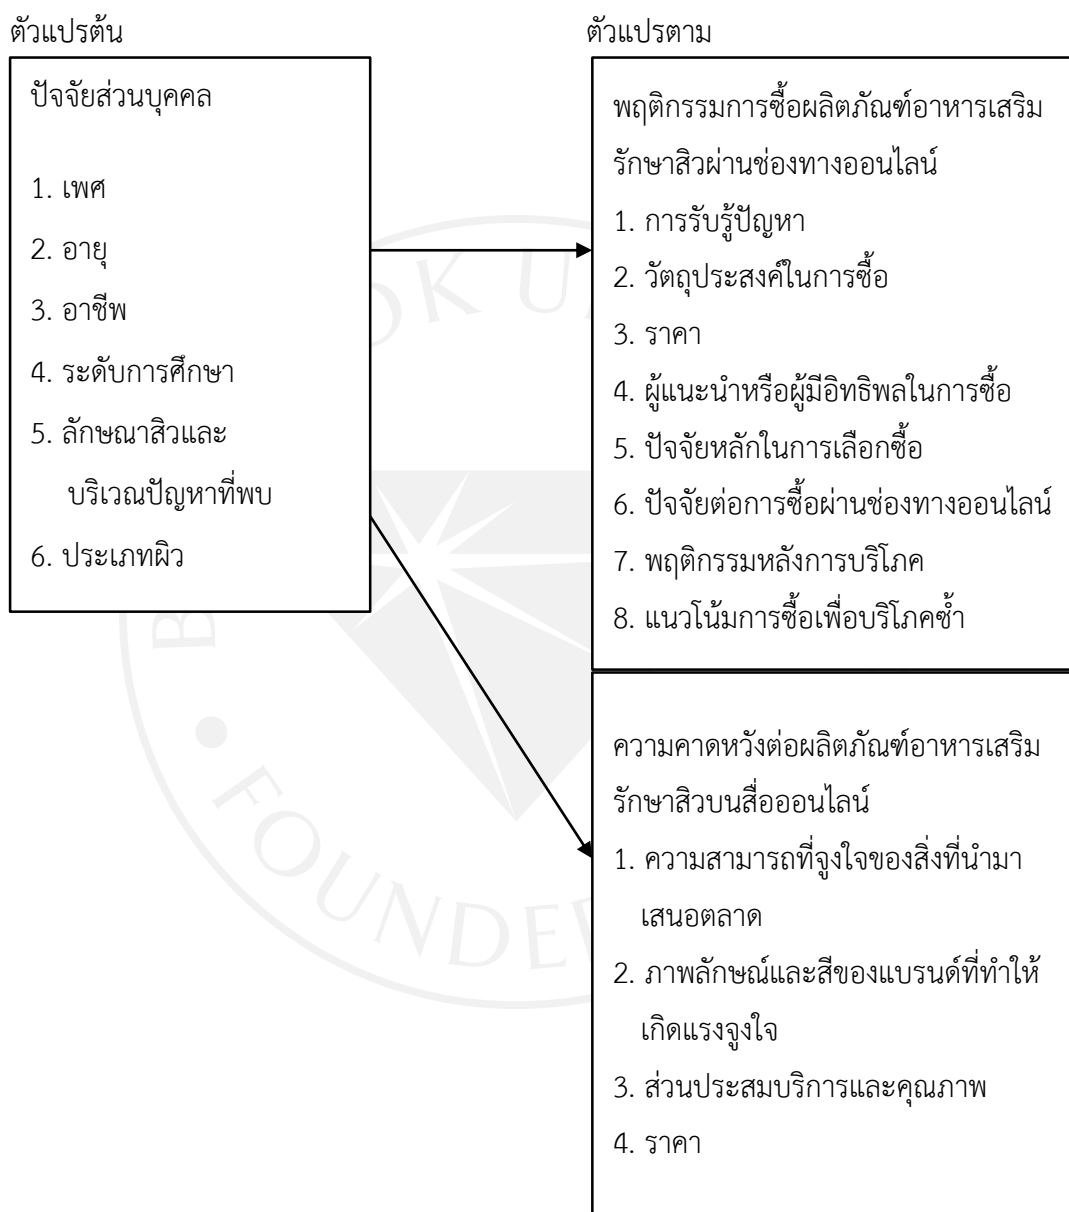 ตัวแปรต้น
ปัจจัยส่วนบุคคล
1. เพศ
2. อายุ
3. อาชีพ
4. ระดับการศึกษา
5. ลักษณาสิวและ
บริเวณปัญหาที่พบ
6. ประเภทผิว
ตัวแปรตาม
พฤติกรรมการซื้อผลิตภัณฑ์อาหารเสริม
รักษาสิวผ่านช่องทางออนไลน์
1. การรับรู้ปัญหา
2. วัตถุประสงค์ในการซื้อ
3. ราคา
4. ผู้แนะนำหรือผู้มีอิทธิพลในการซื้อ
5. ปัจจัยหลักในการเลือกซื้อ
6. ปัจจัยต่อการซื้อผ่านช่องทางออนไลน์
7. พฤติกรรมหลังการบริโภค
8. แนวโน้มการซื้อเพื่อบริโภคซ้ำ
ความคาดหวังต่อผลิตภัณฑ์อาหารเสริม
รักษาสิวบนสื่อออนไลน์
1. ความสามารถที่จูงใจของสิ่งที่นำมา
เสนอตลาด
2. ภาพลักษณ์และสีของแบรนด์ที่ทำให้
เกิดแรงจูงใจ
3. ส่วนประสมบริการและคุณภาพ
4. ราคา